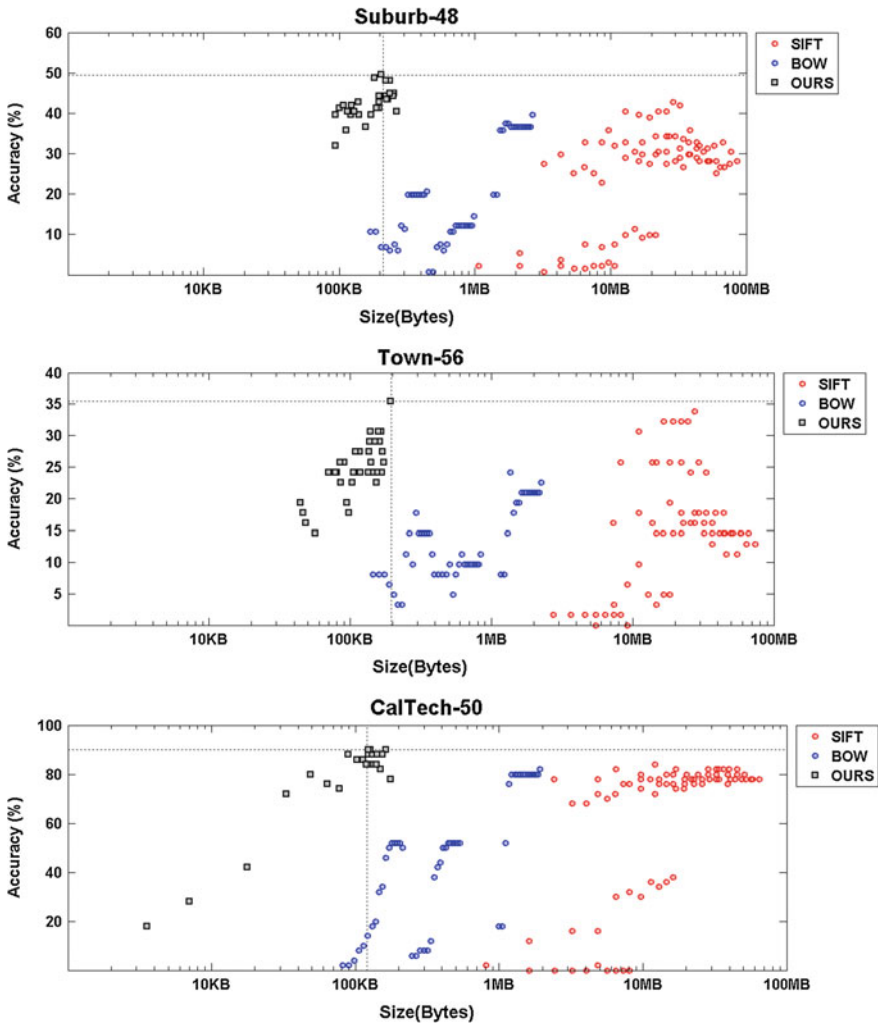 Suburb-48
60
50
40
30
20
10
Accuracy (%)
10KB
100KB
1MB
10MB
100MB
Size(Bytes)
SIFT
BOW
OURS
Town-56
40
35
30
25
20
15
10
5
Accuracy (%)
10KB
100KB
1MB
10MB
100MB
Size(Bytes)
SIFT
BOW
OURS
CalTech-50
100
80
60
40
20
Accuracy (%)
10KB
100KB
1MB
10MB
100MB
Size(Bytes)
SIFT
BOW
OURS